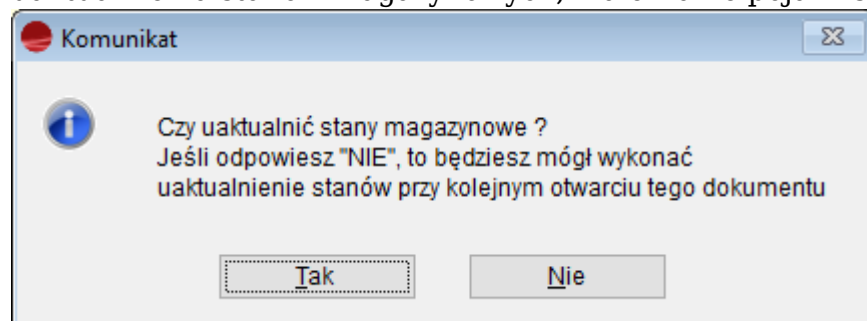 Komunikat
Czy uaktualnić stany magazynowe ?
Jeśli odpowiesz "NIE", to będziesz mógł wykonać
uaktualnienie stanów przy kolejnym otwarciu tego dokumentu
Tak
Nie